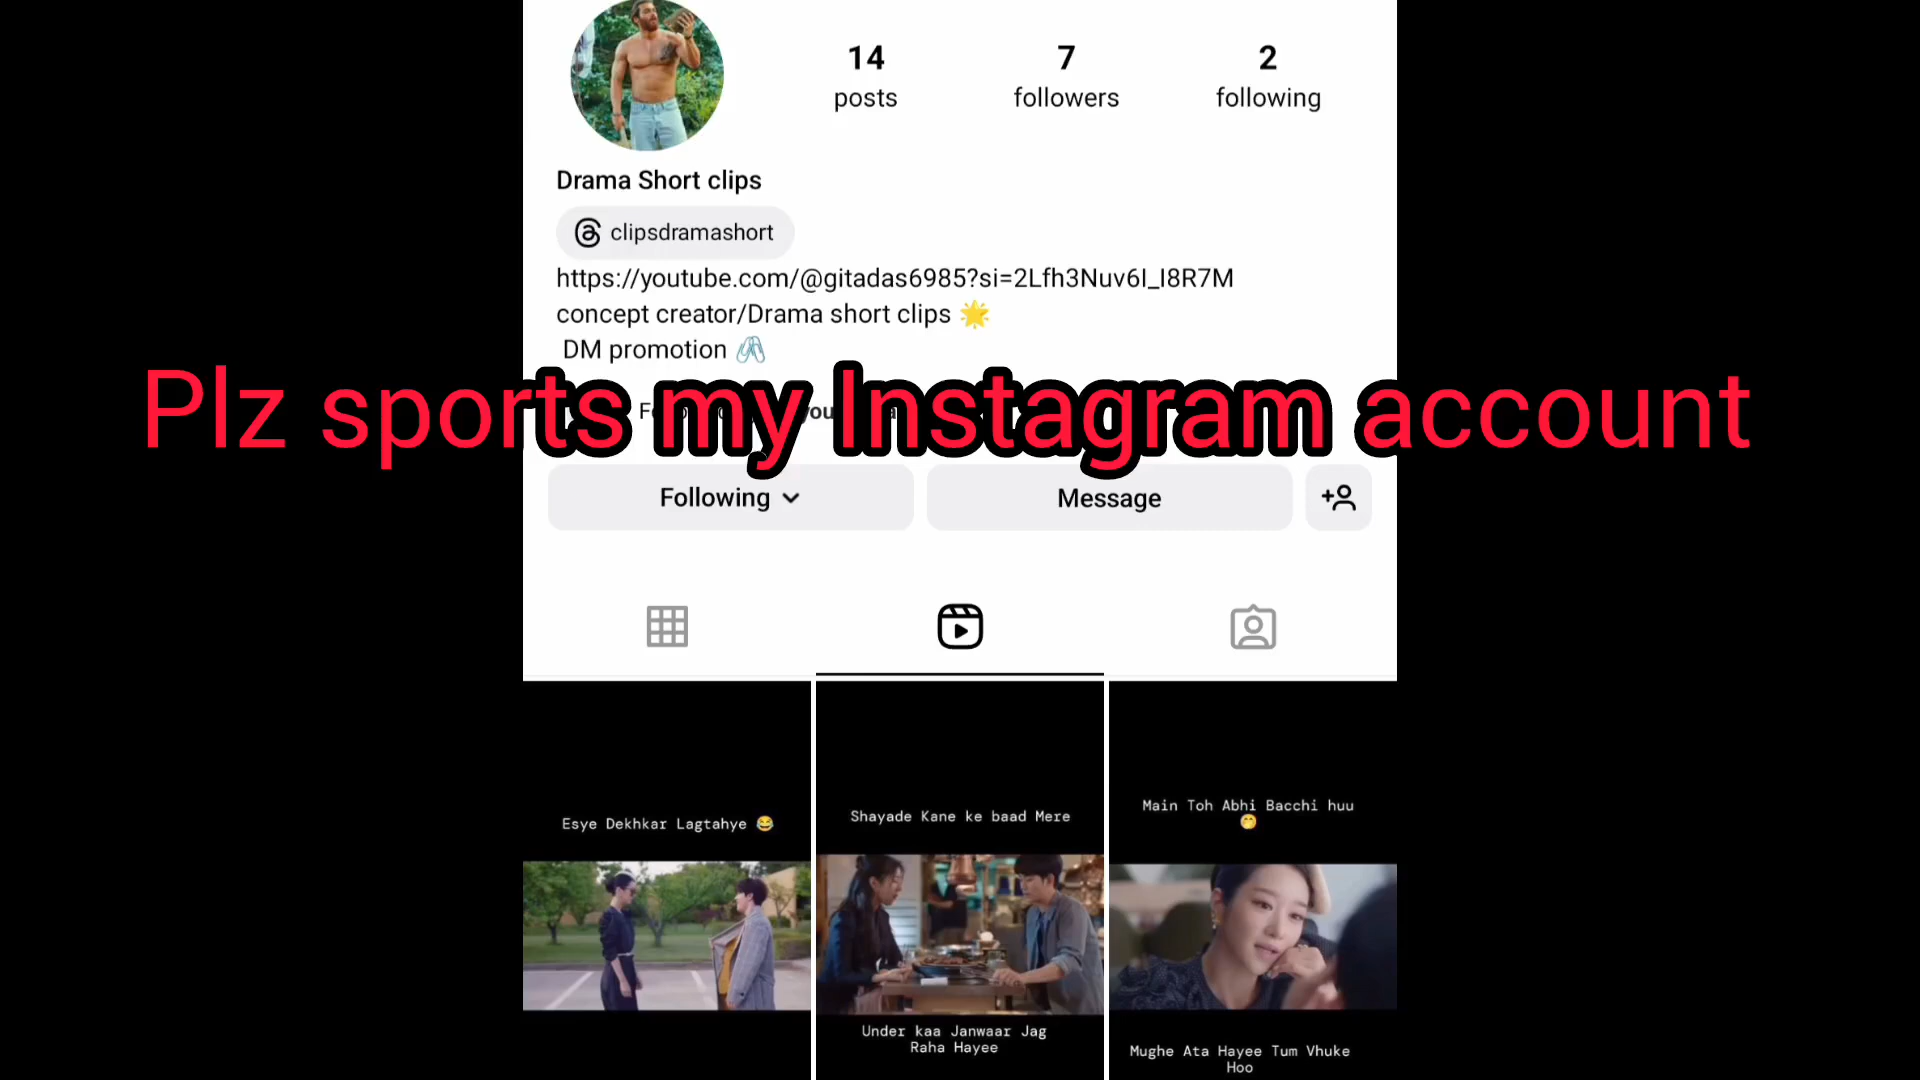 14 7 2
posts followers following
Drama Short clips
clipsdramashort
https://youtube.com/@gitadas6985?si=2Lfh3Nuv6I_I8R7M
concept creator/Drama short clips 🌟
DM promotion 🖇️
Plz sports my Instagram account
Following
Message
Esye Dekhkar Lagtahye 😂
Shayade Kane ke baad Mere
Under kaa Janwaar Jag
Raha Hayee
Main Toh Abhi Bacchi huu
🤭
Mughe Ata Hayee Tum Vhuke
Hoo